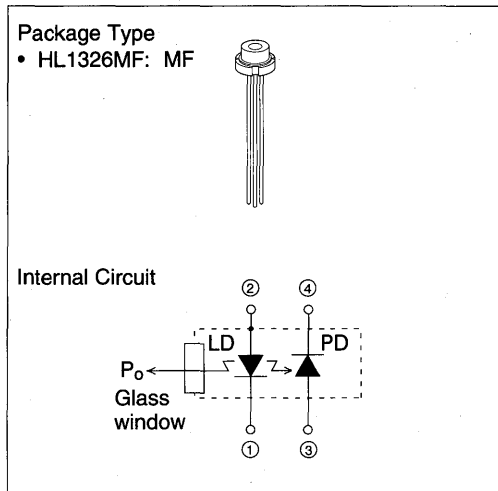 Package Type
• HL1326MF: MF
Internal Circuit
② ④
LD PD
Po
Glass
window
① ③